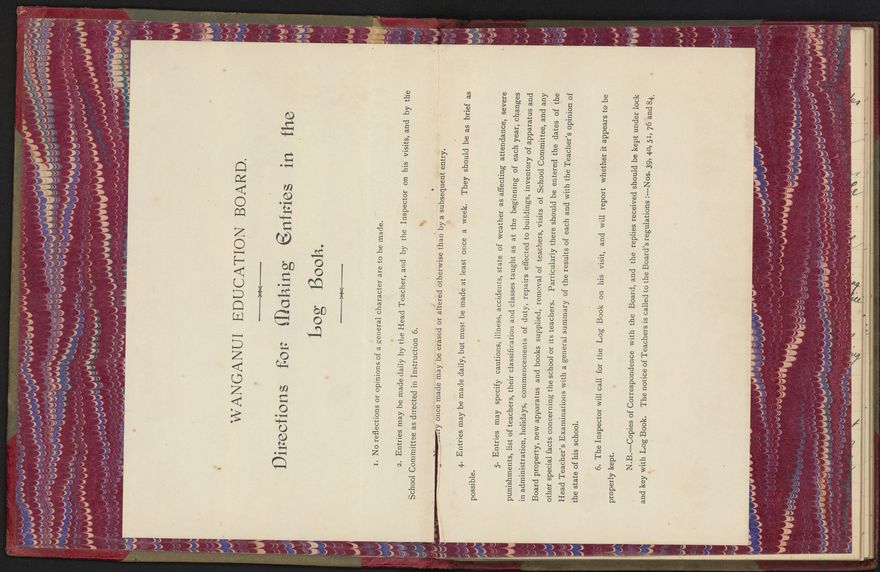 WANGANUI EDUCATION BOARD.
Directions for Making Entries in the
Log Book.
1. No reflections or opinions of a general character are to be made.
2. Entries may be made daily by the Head Teacher, and by the Inspector on his visits, and by the
School Committee as directed in Instruction 6.
once made may be erased or altered otherwise than by a subsequent entry.
4. Entries may be made daily, but must be made at least once a week. They should be as brief as
possible.
5. Entries may specify cautions, illness, accidents, state of weather as affecting attendance, severe
punishments, list of teachers, their classification and classes taught as at the beginning of each year, changes
in administration, holidays, commencements of duty, repairs effected to buildings, inventory of apparatus and
Board property, new apparatus and books supplied, removal of teachers, visits of School Committee, and any
other special facts concerning the school or its teachers. Particularly there should be entered the dates of the
Head Teacher's Examinations with a general summary of the results of each and with the Teacher's opinion of
the state of his school.
6. The Inspector will call for the Log Book on his visit, and will report whether it appears to be
properly kept.
N.B.—Copies of Correspondence with the Board, and the replies received should be kept under lock
and key with Log Book. The notice of Teachers is called to the Board's regulations :—Nos. 39, 40, 51, 76 and 84.